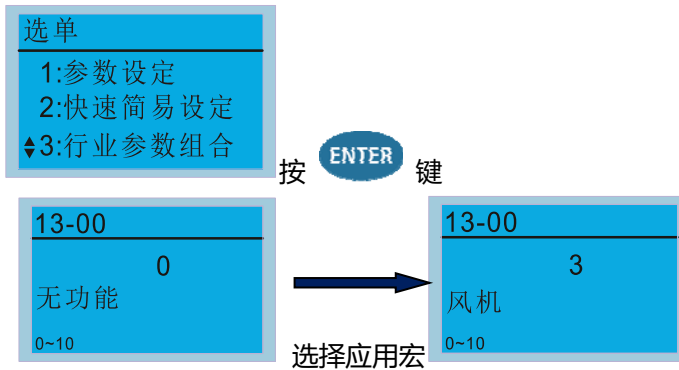 选单
1:参数设定
2:快速简易设定
3:行业参数组合
按 ENTER 键
13-00
0
无功能
0~10
选择应用宏
13-00
3
风机
0~10